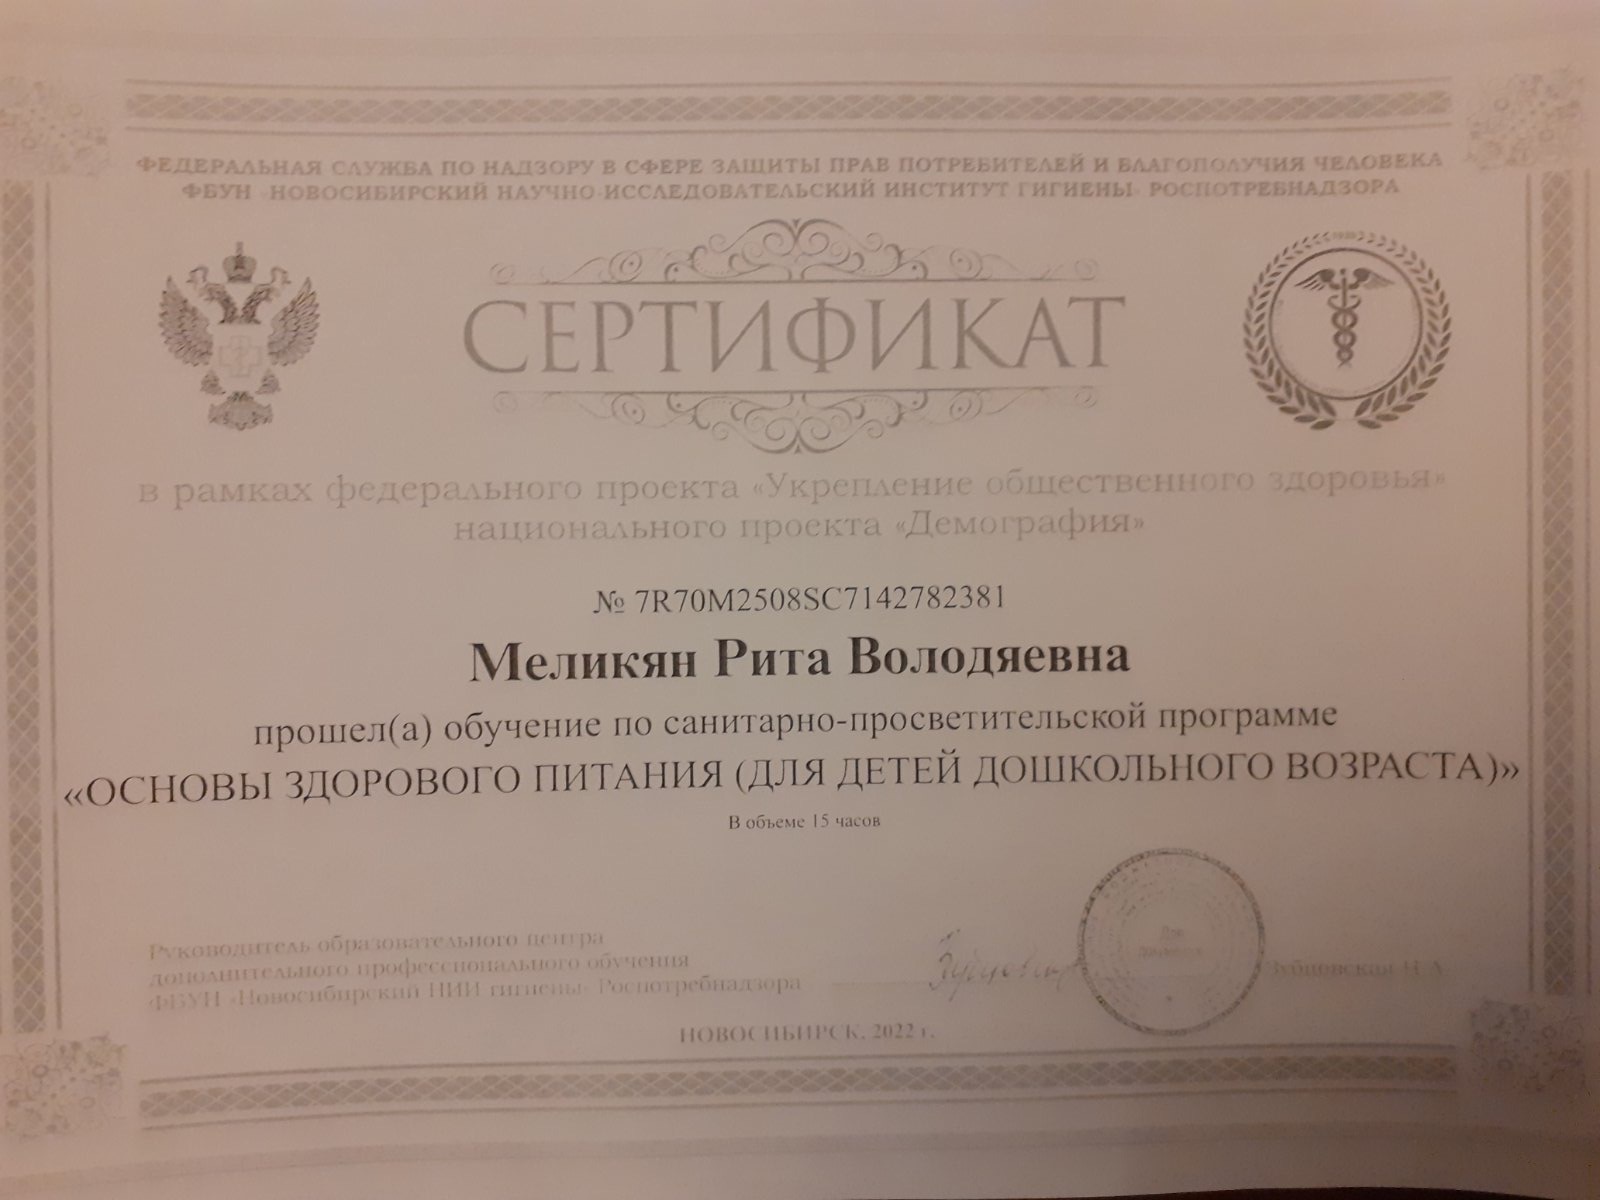 ФЕДЕРАЛЬНАЯ СЛУЖБА ПО НАДЗОРУ В СФЕРЕ ЗАЩИТЫ ПРАВ ПОТРЕБИТЕЛЕЙ И БЛАГОПОЛУЧИЯ ЧЕЛОВЕКА
ФБУН «НОВОСИБИРСКИЙ НАУЧНО-ИССЛЕДОВАТЕЛЬСКИЙ ИНСТИТУТ ГИГИЕНЫ» РОСПОТРЕБНАДЗОРА
СЕРТИФИКАТ
в рамках федерального проекта «Укрепление общественного здоровья»
национального проекта «Демография»
№ 7R70M2508SC7142782381
Меликян Рита Володяевна
прошел(а) обучение по санитарно-просветительской программе
«ОСНОВЫ ЗДОРОВОГО ПИТАНИЯ (ДЛЯ ДЕТЕЙ ДОШКОЛЬНОГО ВОЗРАСТА)»
В объеме 15 часов
Руководитель образовательного центра
дополнительного профессионального обучения
ФБУН «Новосибирский НИИ гигиены» Роспотребнадзора
Для
НОВОСИБИРСК, 2022 г.